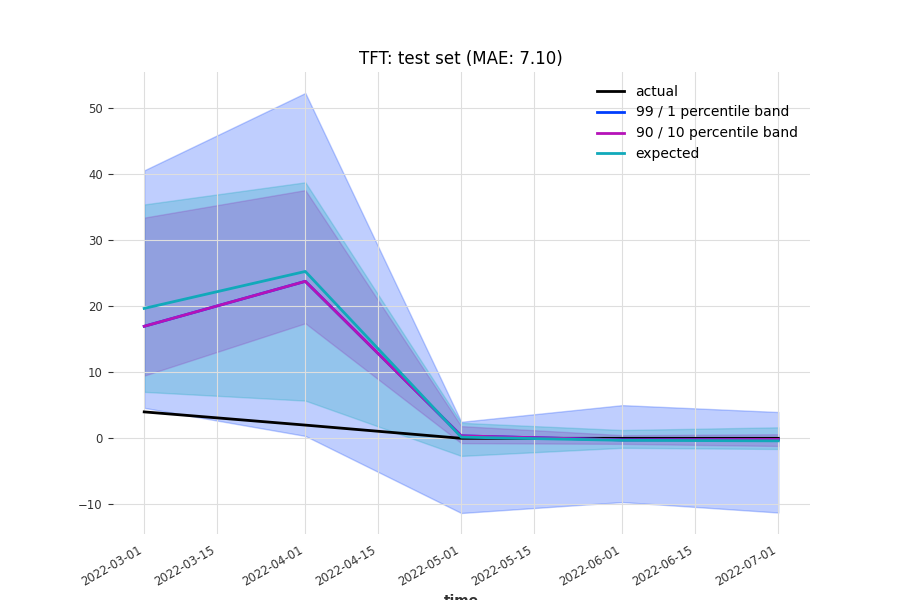 TFT: test set (MAE: 7.10)
actual
99 / 1 percentile band
90 / 10 percentile band
expected
50
40
30
20
10
0
−10
2022-03-01
2022-03-15
2022-04-01
2022-04-15
2022-05-01
2022-05-15
2022-06-01
2022-06-15
2022-07-01
time